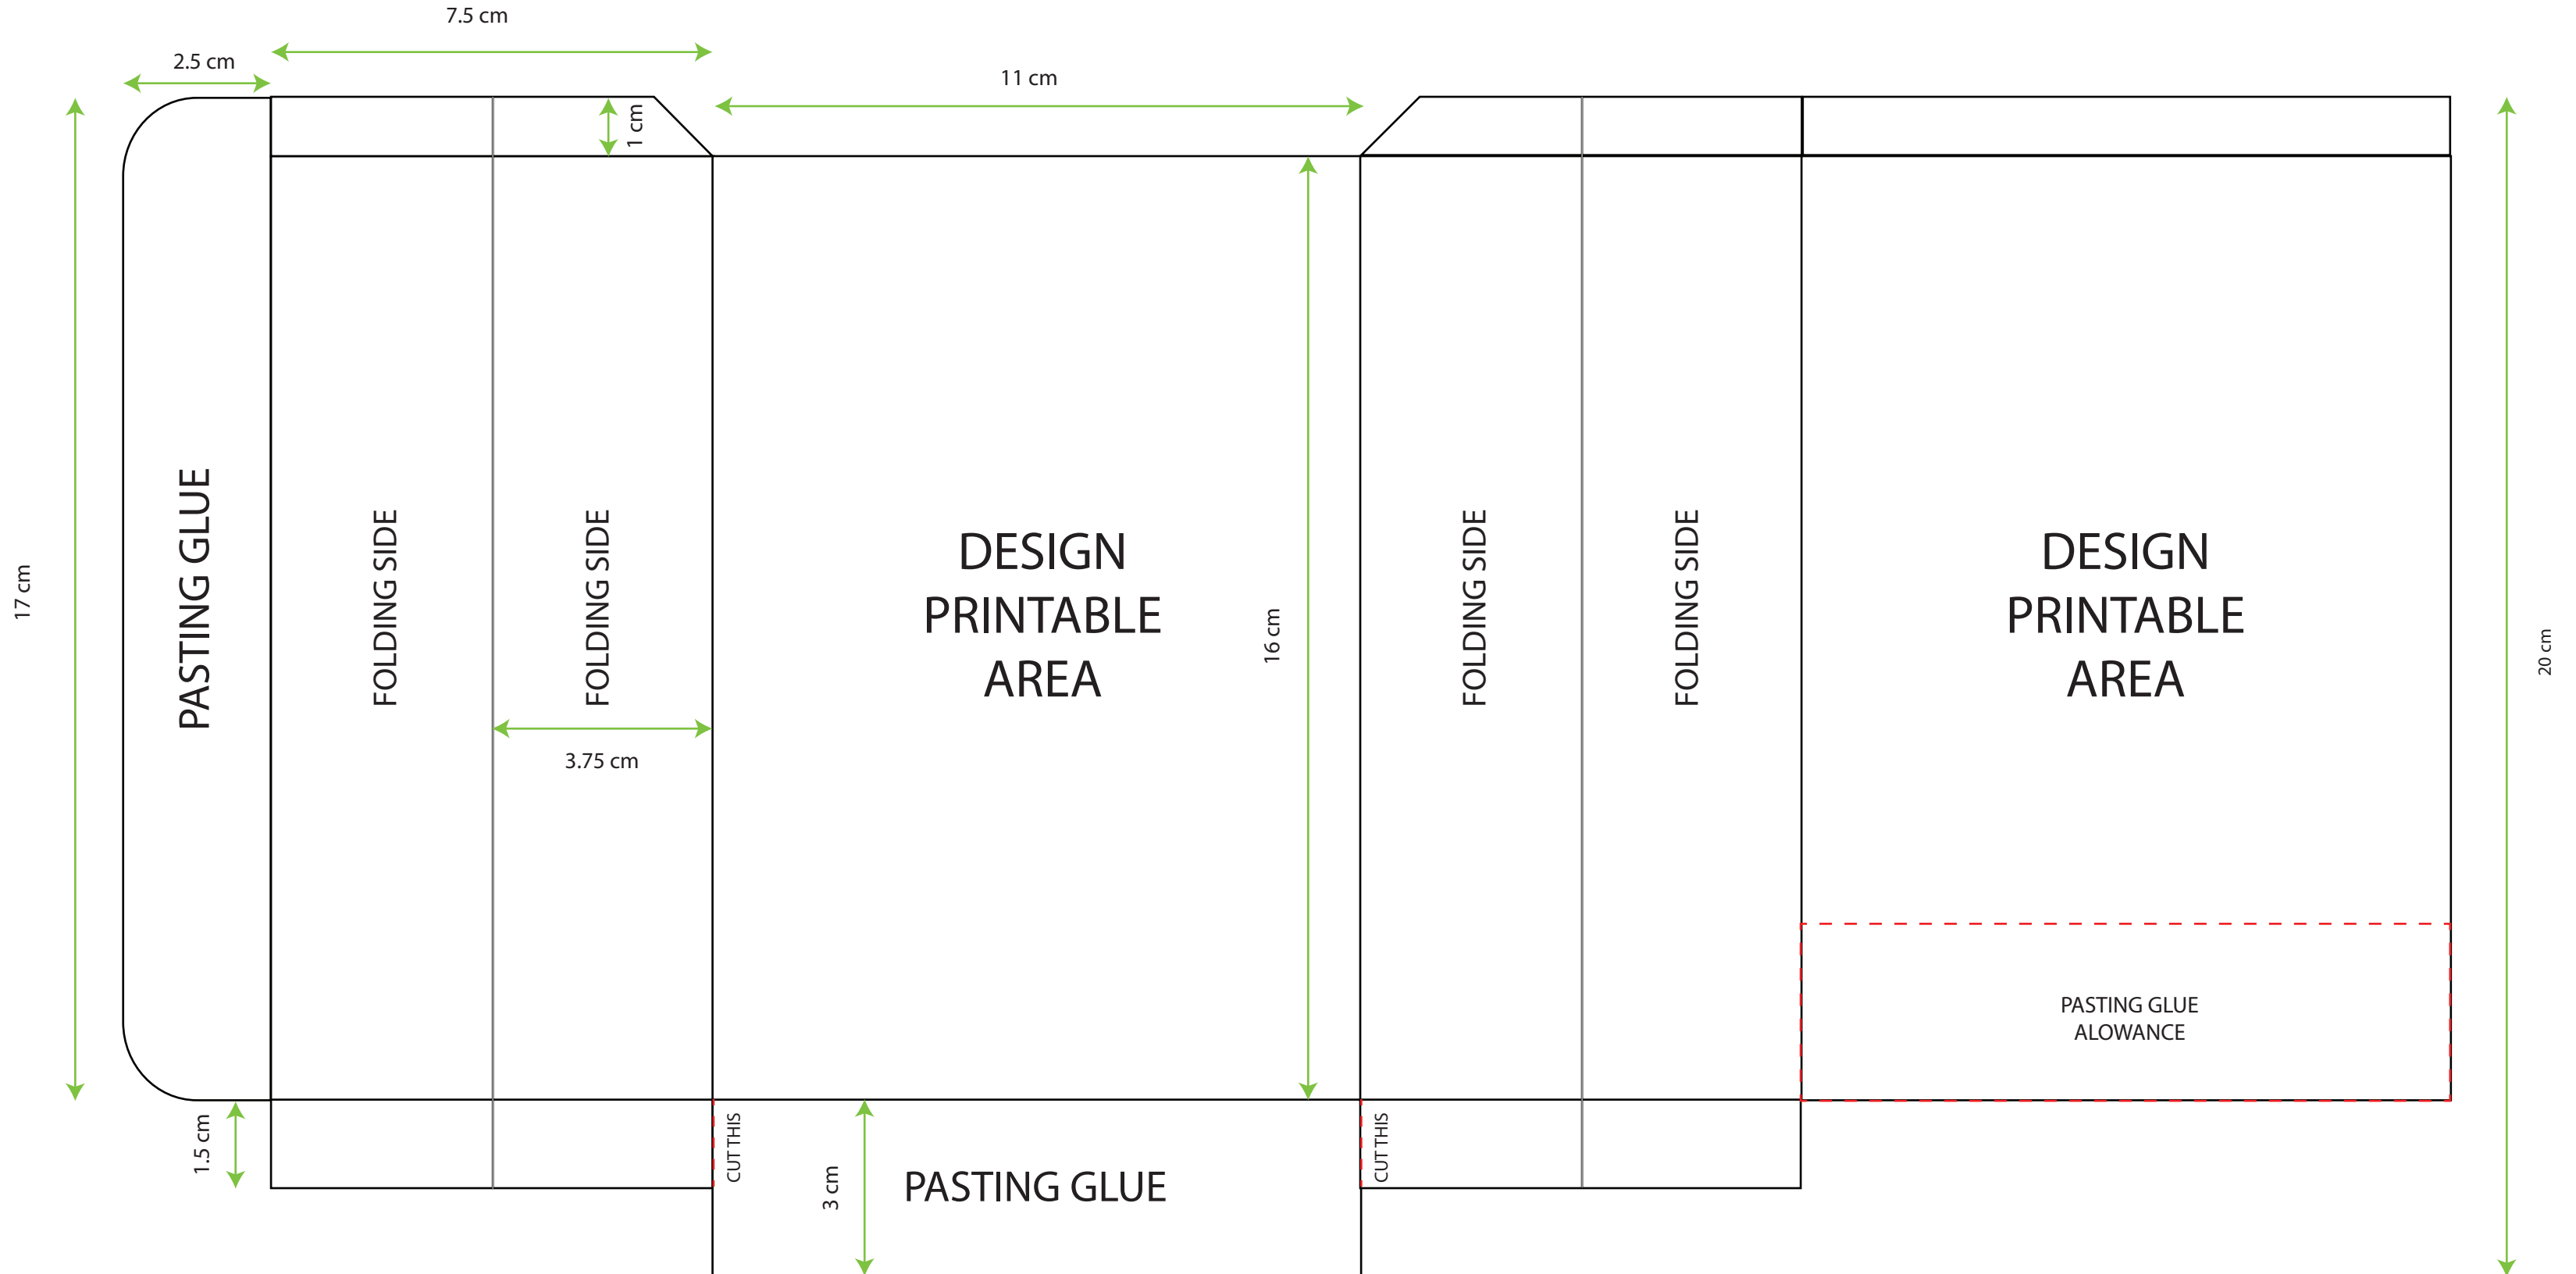 7.5 cm
2.5 cm
11 cm
1 cm
17 cm
PASTING GLUE
FOLDING SIDE
FOLDING SIDE
3.75 cm
DESIGN
PRINTABLE
AREA
16 cm
FOLDING SIDE
FOLDING SIDE
DESIGN
PRINTABLE
AREA
20 cm
PASTING GLUE
ALOWANCE
1.5 cm
CUT THIS
3 cm
PASTING GLUE
CUT THIS